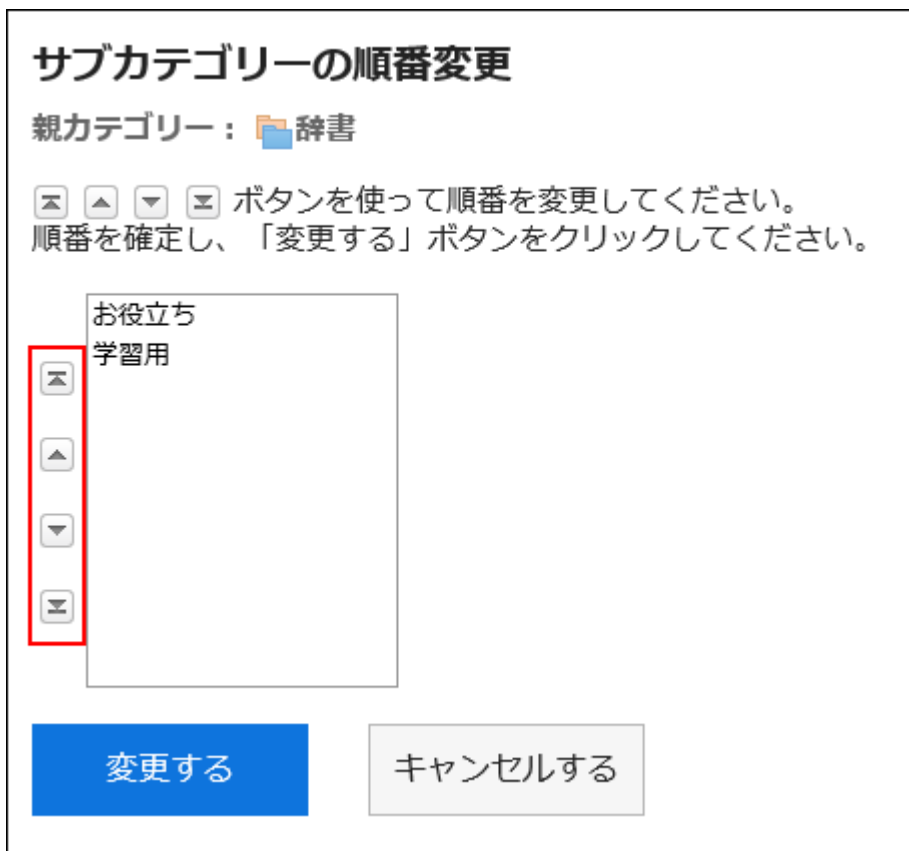 サブカテゴリーの順番変更
親カテゴリー： 辞書
ボタンを使って順番を変更してください。
順番を確定し、「変更する」ボタンをクリックしてください。
お役立ち
学習用
変更する
キャンセルする